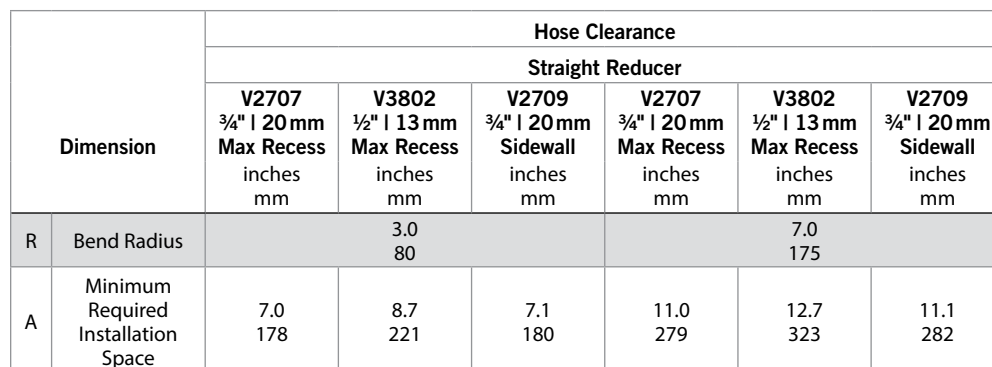 Hose Clearance
Straight Reducer
Dimension
V2707 V3802 V2709 V2707 V3802 V2709
¾" | 20 mm ½" | 13 mm ¾" | 20 mm ¾" | 20 mm ½" | 13 mm ¾" | 20 mm
Max Recess Max Recess Sidewall Max Recess Max Recess Sidewall
inches inches inches inches inches inches
mm mm mm mm mm mm
R Bend Radius 3.0 7.0
80 175
A Minimum
Required
Installation
Space
7.0 8.7 7.1 11.0 12.7 11.1
178 221 180 279 323 282